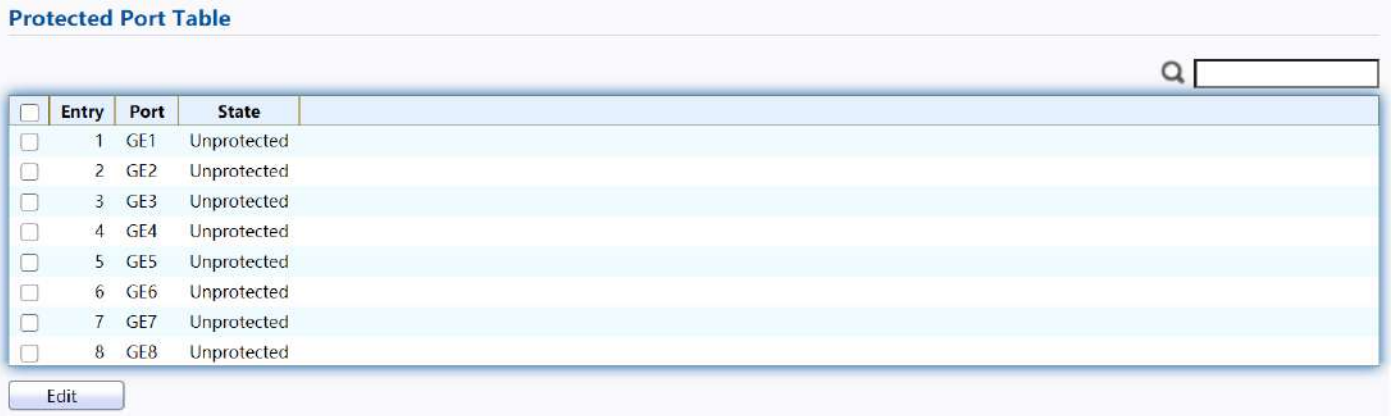 Protected Port Table
Entry Port State
1 GE1 Unprotected
2 GE2 Unprotected
3 GE3 Unprotected
4 GE4 Unprotected
5 GE5 Unprotected
6 GE6 Unprotected
7 GE7 Unprotected
8 GE8 Unprotected
Edit